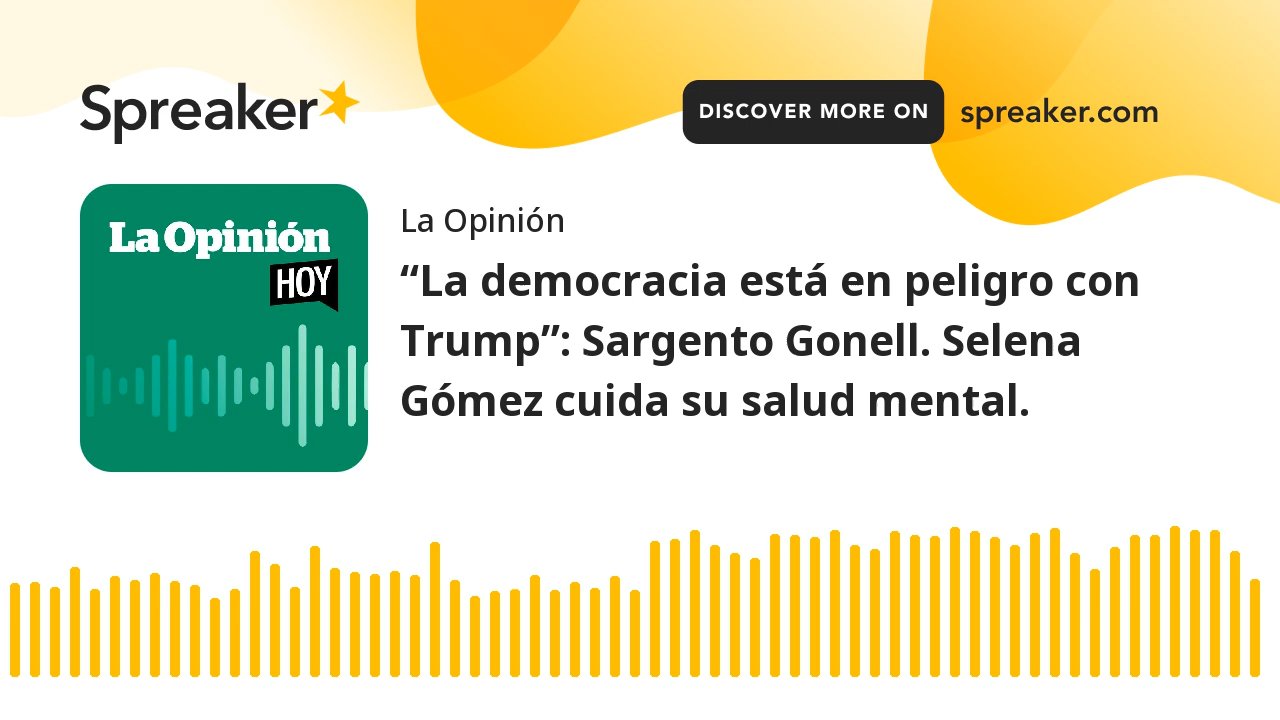 Spreaker
DISCOVER MORE ON
spreaker.com
La Opinión
HOY
La Opinión
“La democracia está en peligro con
Trump”: Sargento Gonell. Selena
Gómez cuida su salud mental.